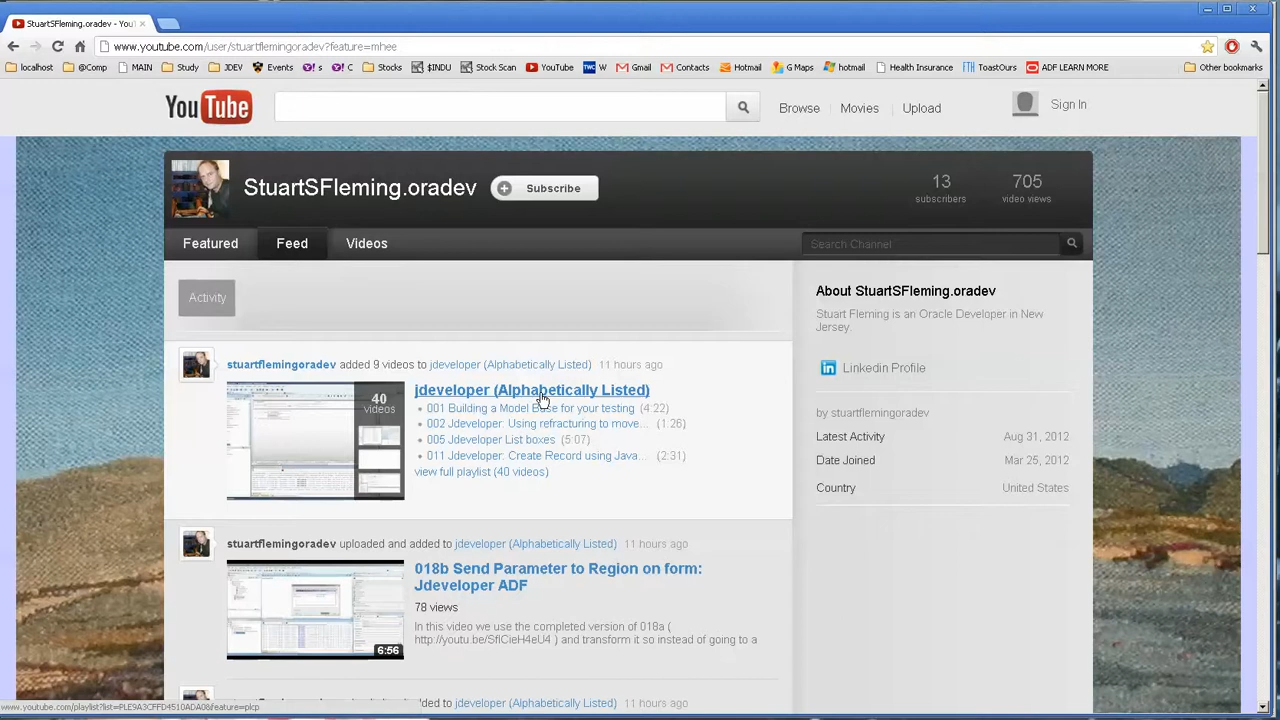 StuartSFleming.oradev - You
www.youtube.com/user/stuartflemingoradev?feature=mhee
localhost @Comp MAIN Study JDEV Events Y! s Y! C Stocks $INDU Stock Scan YouTube W Gmail Contacts Hotmail G Maps hotmail Health Insurance ToastOurs ADF LEARN MORE Other bookmarks
YouTube Browse Movies Upload Sign In
StuartSFleming.oradev Subscribe
13 subscribers
705 video views
Featured Feed Videos Search Channel
Activity
stuartflemingoradev added 9 videos to jdeveloper (Alphabetically Listed) 11 hours ago
40 videos
jdeveloper (Alphabetically Listed)
001 Building a Model Base for your testing (4:22)
002 Jdeveloper: Using refracturing to move... (1:26)
005 Jdeveloper List boxes (5:07)
011 Jdeveloper: Create Record using Java... (2:31)
view full playlist (40 videos)
stuartflemingoradev uploaded and added to jdeveloper (Alphabetically Listed) 11 hours ago
018b Send Parameter to Region on form:
Jdeveloper ADF
78 views
In this video we use the completed version of 018a (
http://youtu.be/SfICieH4eU4 ) and transform it so instead of going to a
6:56
added to jdeveloper (Alphabetically Listed) 11 hours ago
About StuartSFleming.oradev
Stuart Fleming is an Oracle Developer in New
Jersey.
Linkedin Profile
by stuartflemingoradev
Latest Activity Aug 31, 2012
Date Joined Mar 25, 2012
Country United States
www.youtube.com/playlist?list=PLE9A3CFFD4510ADA0&feature=plcp